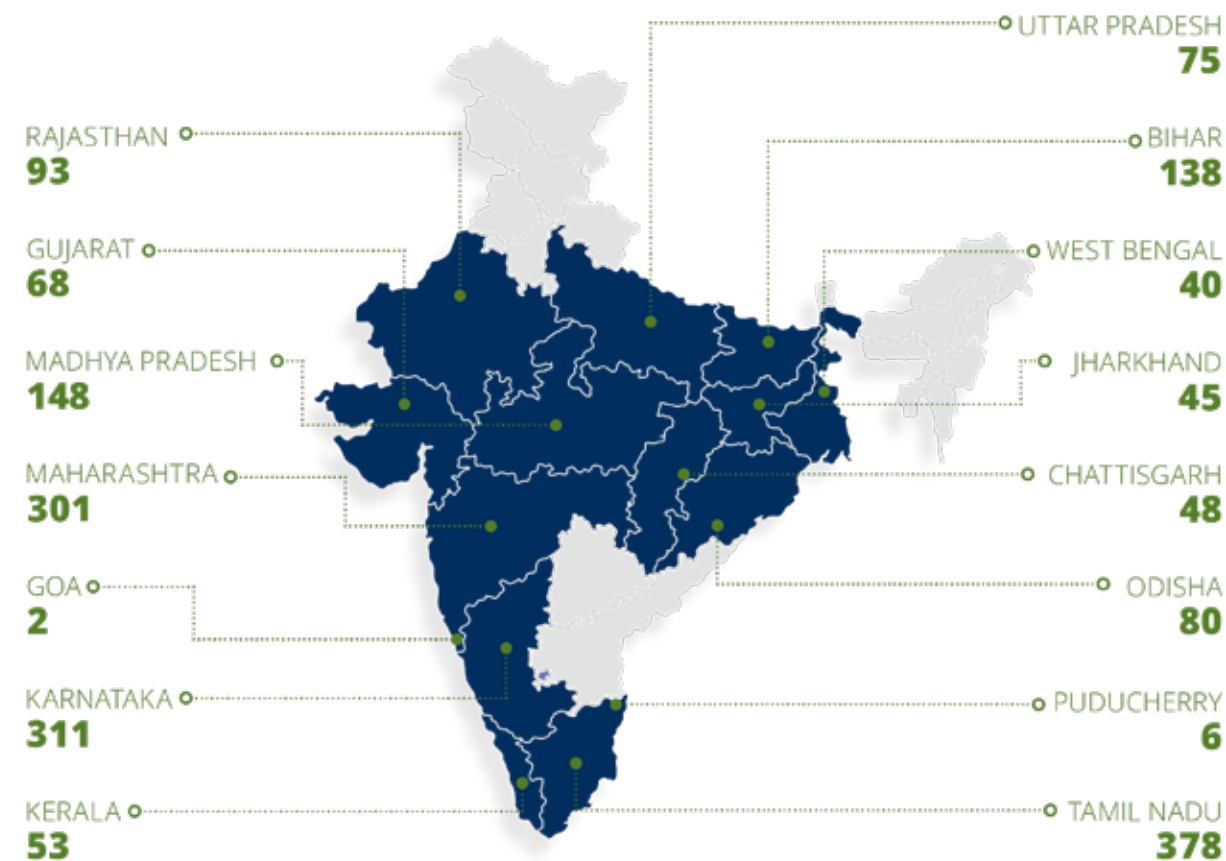 UTTAR PRADESH
75
RAJASTHAN
93
BIHAR
138
GUJARAT
68
WEST BENGAL
40
MADHYA PRADESH
148
JHARKHAND
45
MAHARASHTRA
301
CHATTISGARH
48
GOA
2
ODISHA
80
KARNATAKA
311
PUDUCHERRY
6
KERALA
53
TAMIL NADU
378